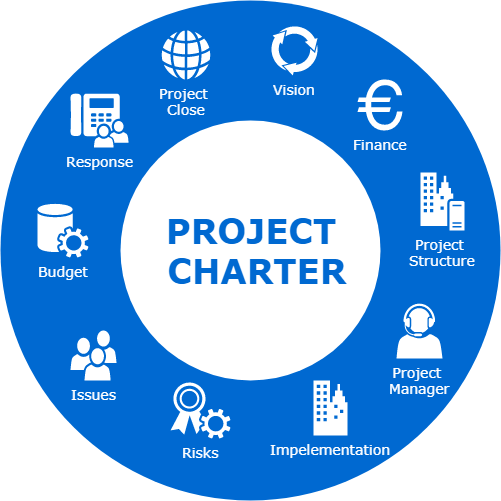 PROJECT
CHARTER
Vision
Finance
Project
Structure
Project
Manager
Impelementation
Risks
Issues
Budget
Response
Project
Close